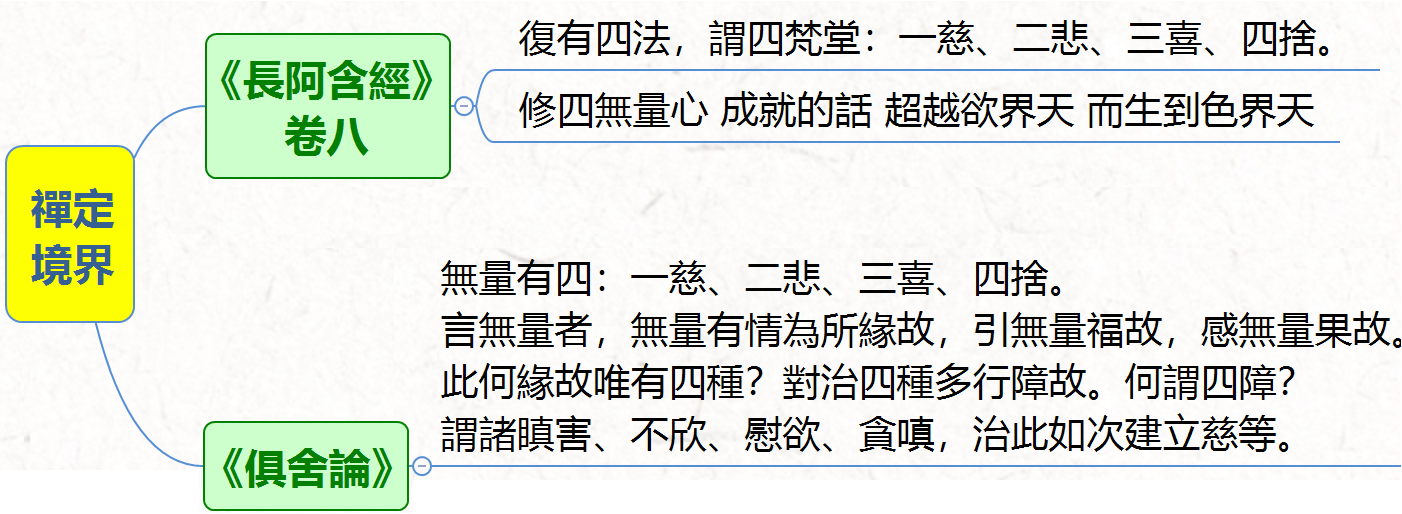 禪定
境界
《長阿含經》
卷八
復有四法，謂四梵堂：一慈、二悲、三喜、四捨。
修四無量心 成就的話 超越欲界天 而生到色界天
《俱舍論》
無量有四：一慈、二悲、三喜、四捨。
言無量者，無量有情為所緣故，引無量福故，感無量果故。
此何緣故唯有四種？對治四種多行障故。何謂四障？
謂諸瞋害、不欣、慰欲、貪嗔，治此如次建立慈等。